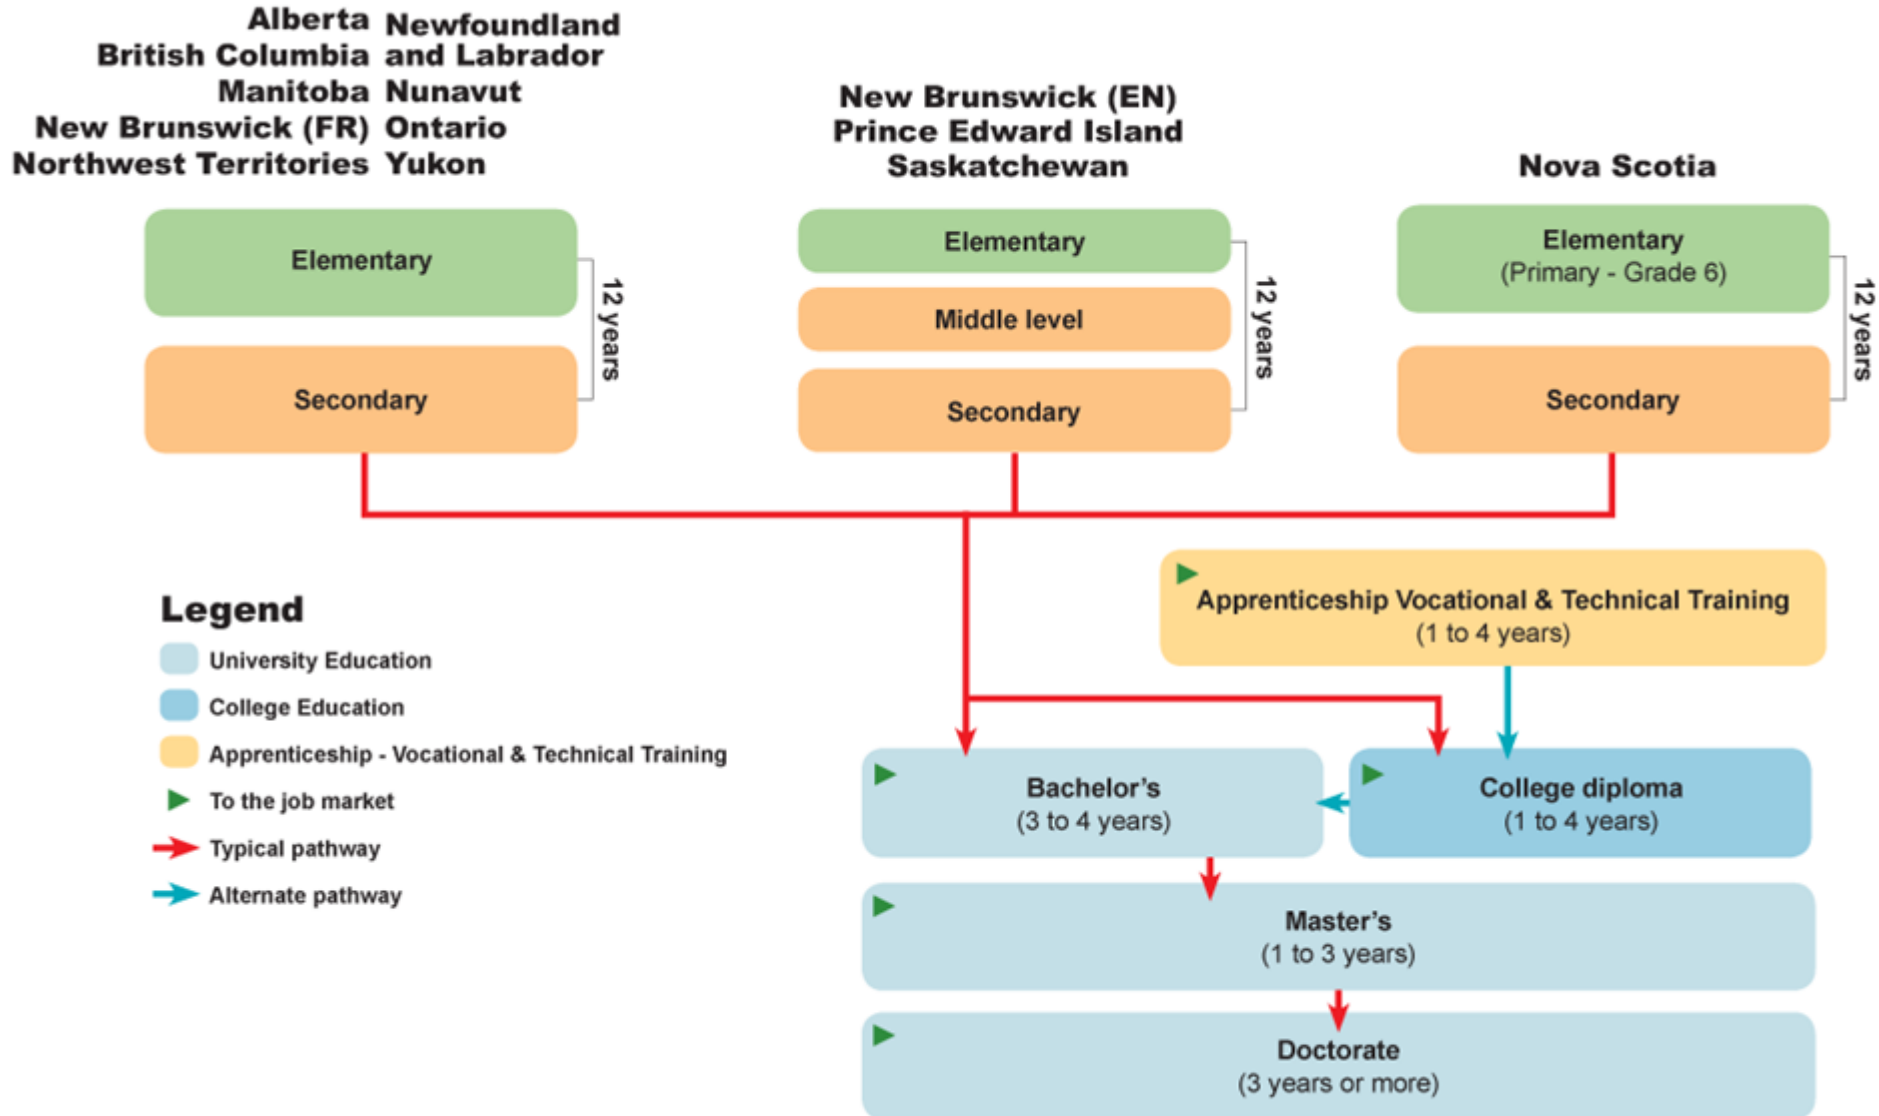 Alberta
British Columbia
Manitoba
New Brunswick (FR)
Northwest Territories
Newfoundland
and Labrador
Nunavut
Ontario
Yukon
New Brunswick (EN)
Prince Edward Island
Saskatchewan
Nova Scotia
Elementary
Secondary
12 years
Elementary
Middle level
Secondary
12 years
Elementary
(Primary - Grade 6)
Secondary
12 years
Apprenticeship Vocational & Technical Training
(1 to 4 years)
Bachelor’s
(3 to 4 years)
College diploma
(1 to 4 years)
Master’s
(1 to 3 years)
Doctorate
(3 years or more)
Legend
University Education
College Education
Apprenticeship - Vocational & Technical Training
To the job market
Typical pathway
Alternate pathway